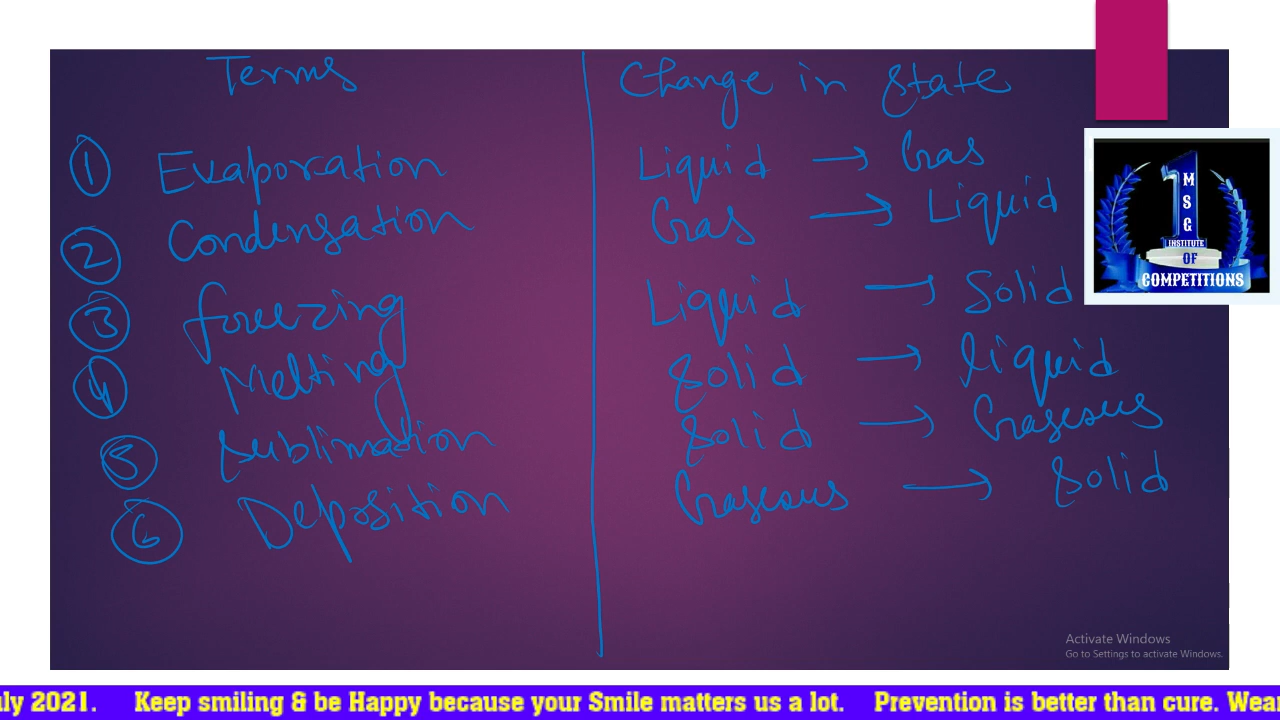 Terms Change in State
① Evaporation Liquid → Gas
② Condensation Gas → Liquid
③ freezing Liquid → Solid
④ Melting Solid → liquid
⑤ Sublimation Solid → Gaseous
⑥ Deposition Gaseous → Solid
1
MSG
INSTITUTE
OF
COMPETITIONS
Activate Windows
Go to Settings to activate Windows.
uly 2021. Keep smiling & be Happy because your Smile matters us a lot. Prevention is better than cure. Wea